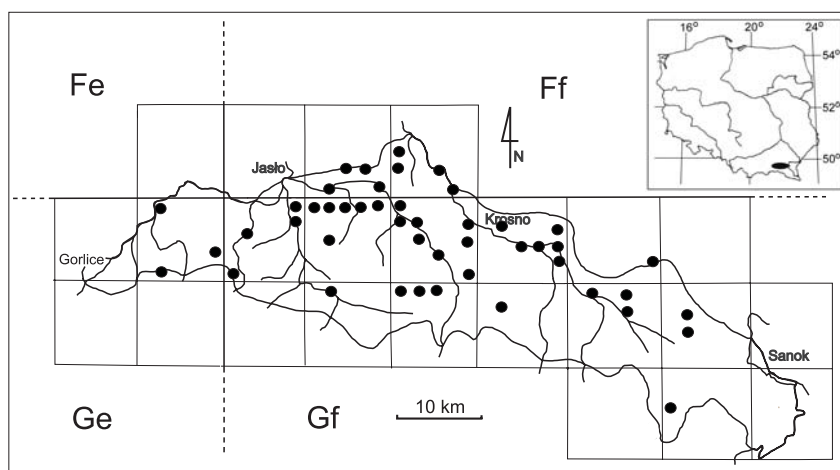 16° 20° 24°
54°
52°
50°
Fe
Ff
N
Jasło
Krosno
Gorlice
Sanok
Ge
Gf
10 km